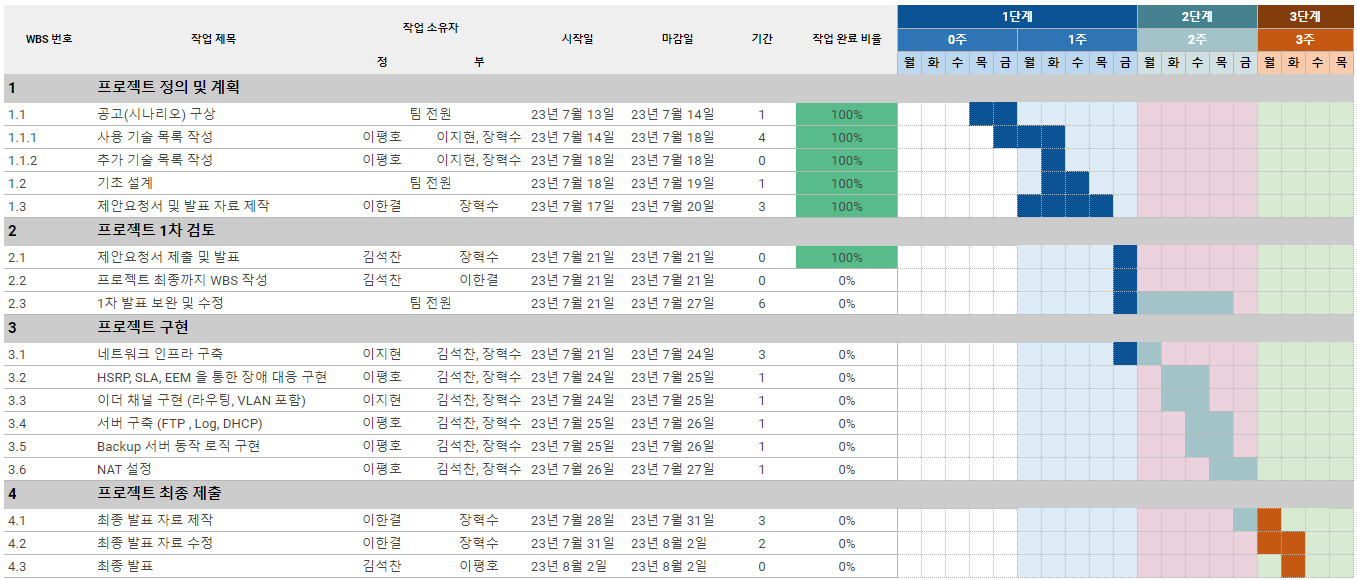 WBS 번호 작업 제목 작업 소유자 시작일 마감일 기간 작업 완료 비율 1단계 2단계 3단계
0주 1주 2주 3주
정 부 월 화 수 목 금 월 화 수 목 금 월 화 수 목 금 월 화 수 목
1 프로젝트 정의 및 계획
1.1 공고(시나리오) 구상 팀 전원 23년 7월 13일 23년 7월 14일 1 100%
1.1.1 사용 기술 목록 작성 이평호 이지현, 장혁수 23년 7월 14일 23년 7월 18일 4 100%
1.1.2 추가 기술 목록 작성 이평호 이지현, 장혁수 23년 7월 18일 23년 7월 18일 0 100%
1.2 기초 설계 팀 전원 23년 7월 18일 23년 7월 19일 1 100%
1.3 제안요청서 및 발표 자료 제작 이한결 장혁수 23년 7월 17일 23년 7월 20일 3 100%
2 프로젝트 1차 검토
2.1 제안요청서 제출 및 발표 김석찬 장혁수 23년 7월 21일 23년 7월 21일 0 100%
2.2 프로젝트 최종까지 WBS 작성 김석찬 이한결 23년 7월 21일 23년 7월 21일 0 0%
2.3 1차 발표 보완 및 수정 팀 전원 23년 7월 21일 23년 7월 27일 6 0%
3 프로젝트 구현
3.1 네트워크 인프라 구축 이지현 김석찬, 장혁수 23년 7월 21일 23년 7월 24일 3 0%
3.2 HSRP, SLA, EEM 을 통한 장애 대응 구현 이평호 김석찬, 장혁수 23년 7월 24일 23년 7월 25일 1 0%
3.3 이더 채널 구현 (라우팅, VLAN 포함) 이지현 김석찬, 장혁수 23년 7월 24일 23년 7월 25일 1 0%
3.4 서버 구축 (FTP , Log, DHCP) 이평호 김석찬, 장혁수 23년 7월 25일 23년 7월 26일 1 0%
3.5 Backup 서버 동작 로직 구현 이평호 김석찬, 장혁수 23년 7월 25일 23년 7월 26일 1 0%
3.6 NAT 설정 이평호 김석찬, 장혁수 23년 7월 26일 23년 7월 27일 1 0%
4 프로젝트 최종 제출
4.1 최종 발표 자료 제작 이한결 장혁수 23년 7월 28일 23년 7월 31일 3 0%
4.2 최종 발표 자료 수정 이한결 장혁수 23년 7월 31일 23년 8월 2일 2 0%
4.3 최종 발표 김석찬 이평호 23년 8월 2일 23년 8월 2일 0 0%